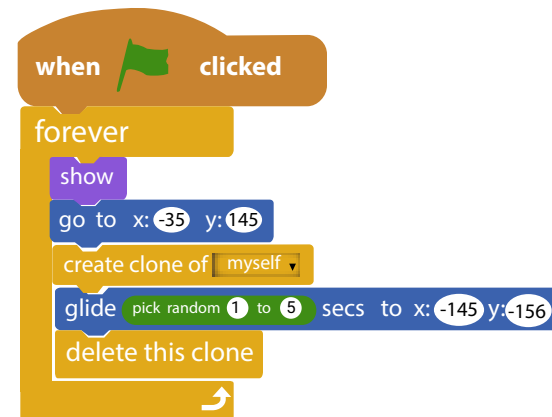 when clicked
forever
show
go to x: -35 y: 145
create clone of myself
glide pick random 1 to 5 secs to x: -145 y: -156
delete this clone